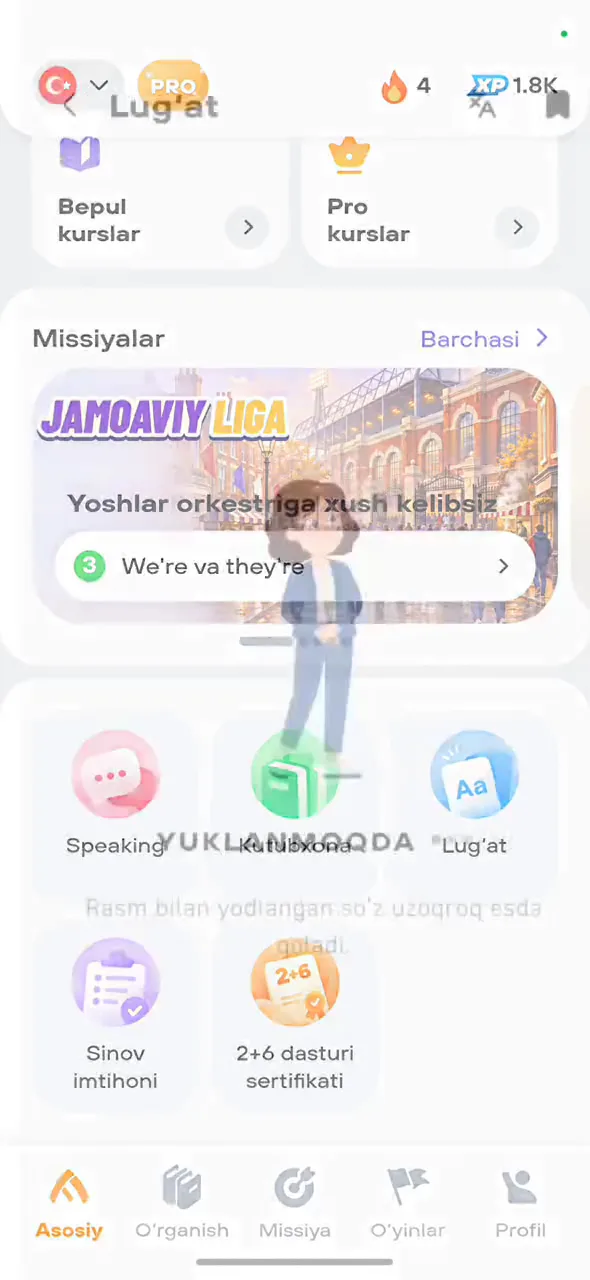 PRO
4
XP 1.8K
Lug'at
Bepul
kurslar
Pro
kurslar
Missiyalar
Barchasi
JAMOAVIY LIGA
Yoshlar orkestriga xush kelibsiz
3 We're va they're
Aa
Speaking
Kutubxona
Lug'at
YUKLANMOQDA
Rasm bilan yodlangan so'z uzoqroq esda
qoladi.
2+6
Sinov
imtihoni
2+6 dasturi
sertifikati
Asosiy
O'rganish
Missiya
O'yinlar
Profil